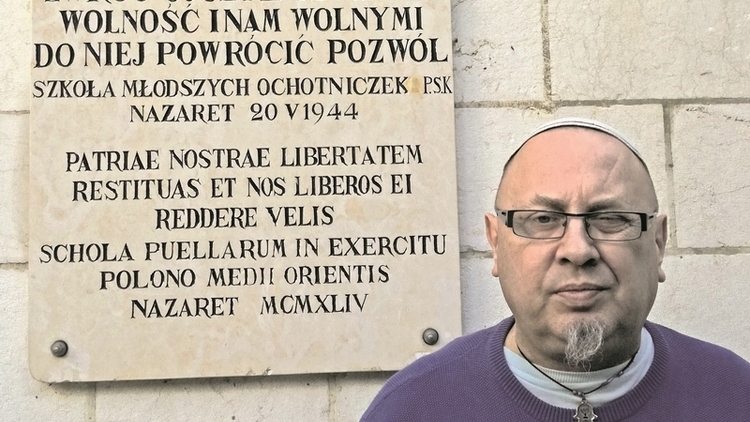 WOLNOŚĆ I NAM WOLNYMI
DO NIEJ POWRÓCIĆ POZWÓL
SZKOŁA MŁODSZYCH OCHOTNICZEK P.S.K
NAZARET 20 V 1944
PATRIAE NOSTRAE LIBERTATEM
RESTITUAS ET NOS LIBEROS EI
REDDERE VELIS
SCHOLA PUELLARUM IN EXERCITU
POLONO MEDII ORIENTIS
NAZARET MCMXLIV